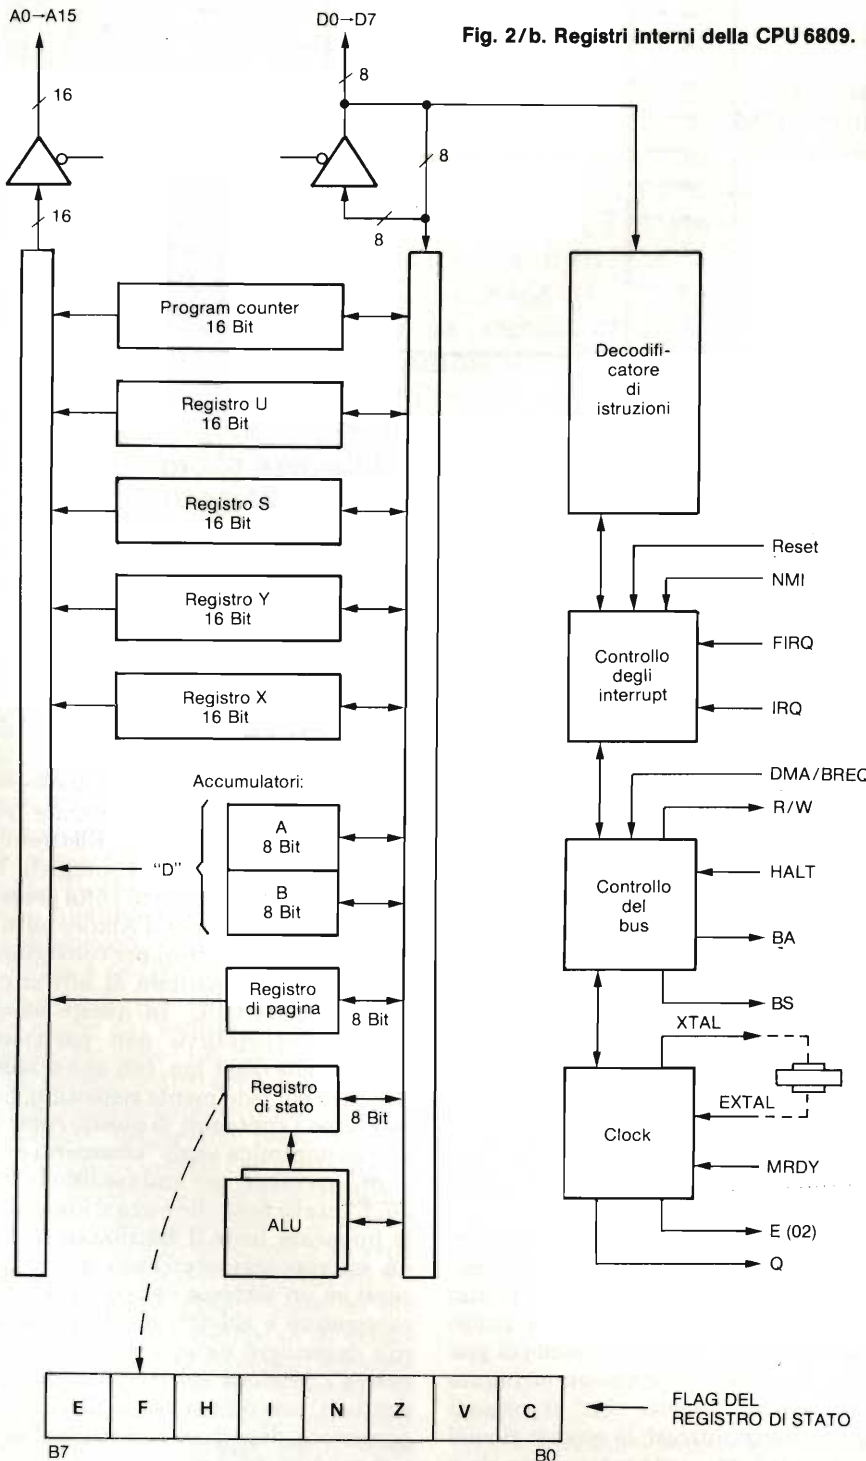 A0→A15
D0→D7
Fig. 2/b. Registri interni della CPU 6809.
8
16
8
16
8
Program counter
16 Bit
Registro U
16 Bit
Registro S
16 Bit
Registro Y
16 Bit
Registro X
16 Bit
Accumulatori:
"D"
A
8 Bit
B
8 Bit
Registro
di pagina
8 Bit
Registro
di stato
8 Bit
ALU
Decodifi-
catore
di
istruzioni
Reset
NMI
Controllo
degli
interrupt
FIRQ
IRQ
DMA/BREQ
R/W
Controllo
del
bus
HALT
BA
BS
XTAL
EXTAL
Clock
MRDY
E (02)
Q
E F H I N Z V C
B7
B0
FLAG DEL
REGISTRO DI STATO